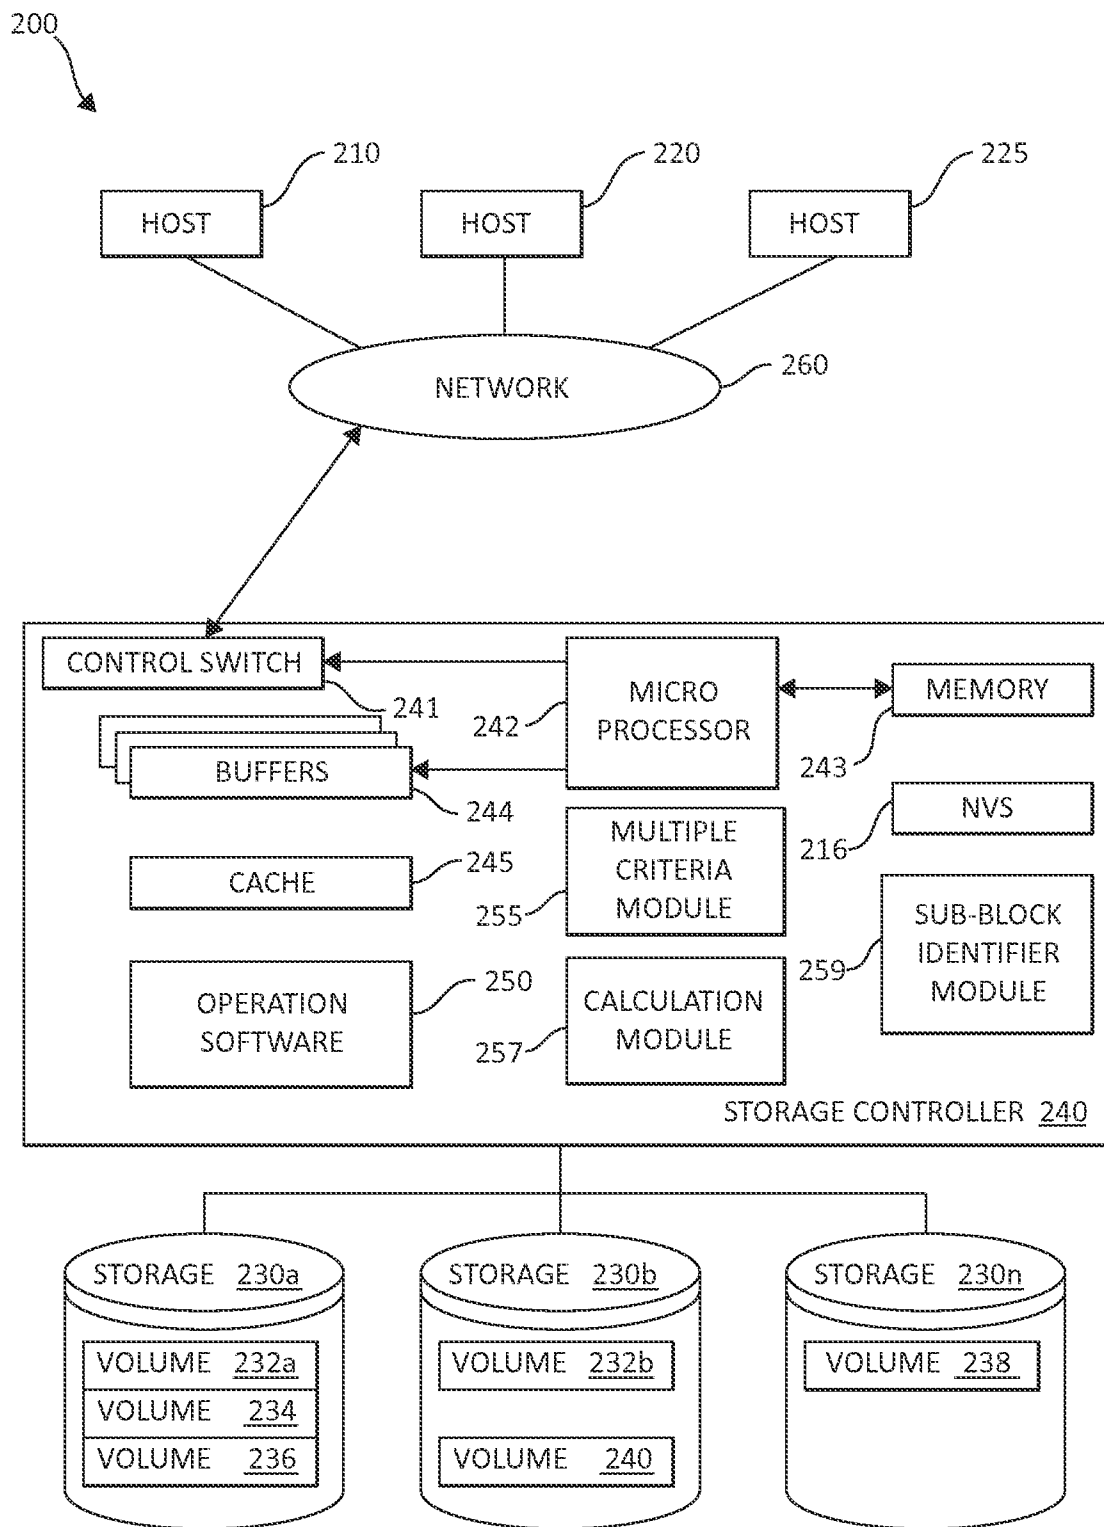 200
210
220
225
HOST
HOST
HOST
NETWORK
260
CONTROL SWITCH
241
242
MICRO
PROCESSOR
MEMORY
243
BUFFERS
244
NVS
216
CACHE
245
MULTIPLE
CRITERIA
MODULE
255
SUB-BLOCK
IDENTIFIER
MODULE
259
OPERATION
SOFTWARE
250
CALCULATION
MODULE
257
STORAGE CONTROLLER 240
STORAGE 230a
STORAGE 230b
STORAGE 230n
VOLUME 232a
VOLUME 234
VOLUME 236
VOLUME 232b
VOLUME 240
VOLUME 238